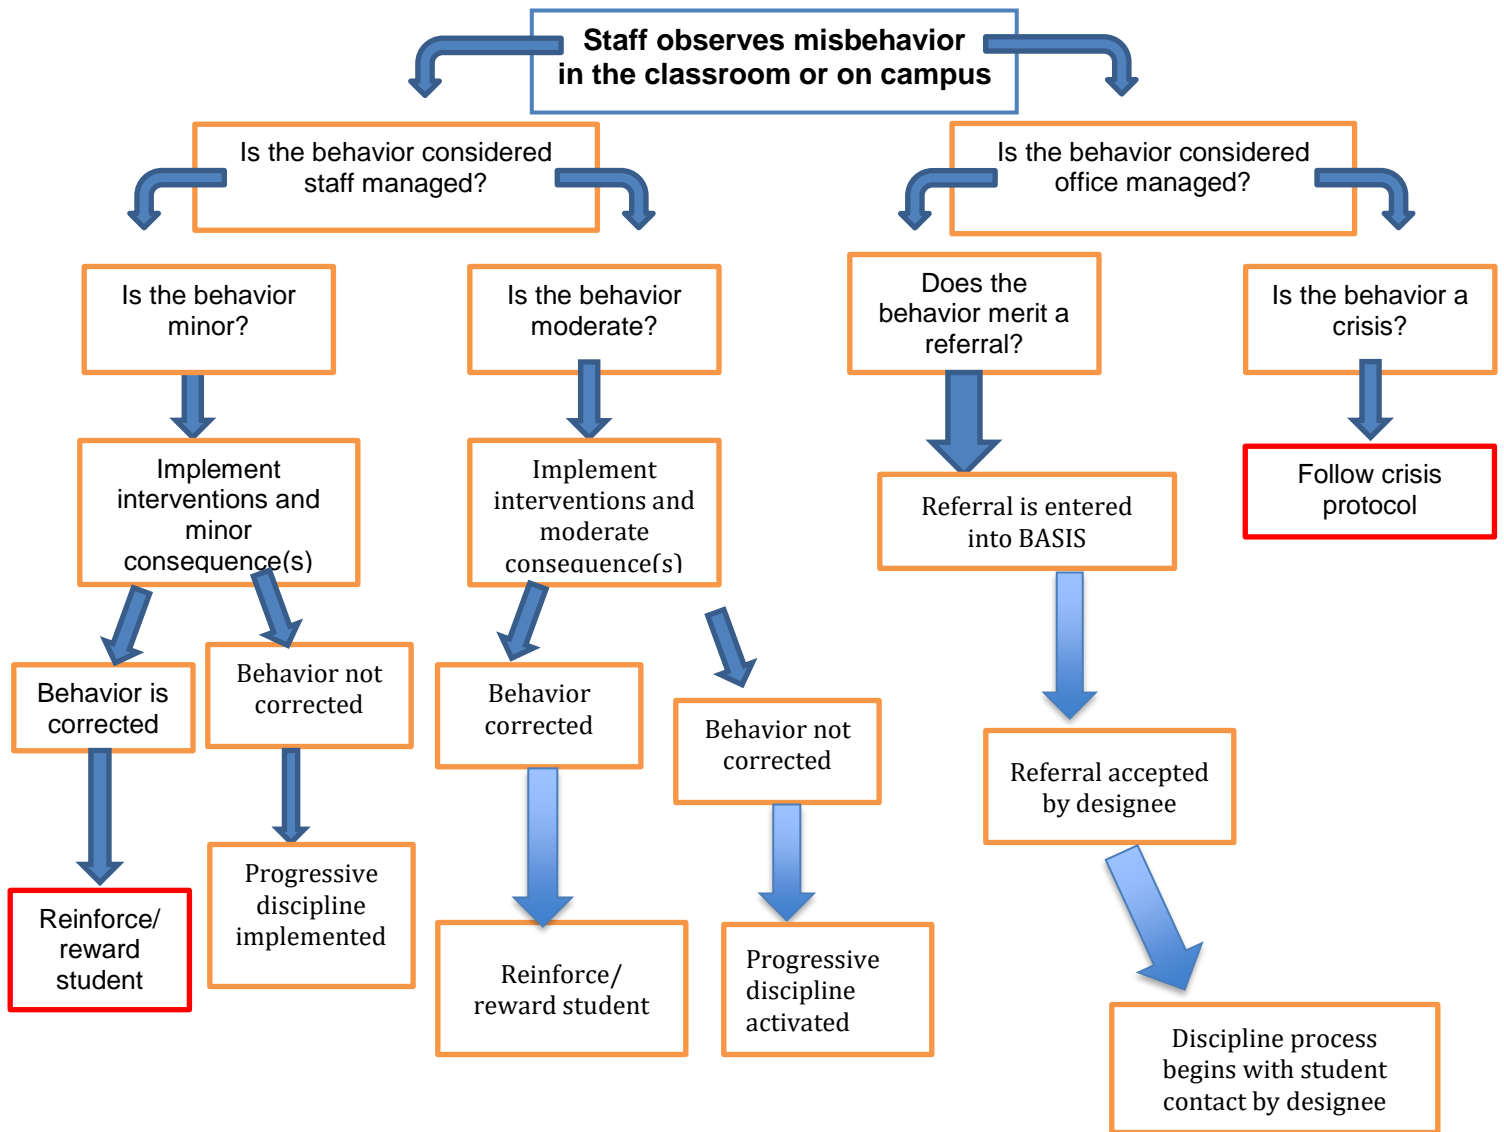 Staff observes misbehavior
in the classroom or on campus
Is the behavior considered
staff managed?
Is the behavior considered
office managed?
Is the behavior
minor?
Is the behavior
moderate?
Does the
behavior merit a
referral?
Is the behavior a
crisis?
Implement
interventions and
minor
consequence(s)
Implement
interventions and
moderate
consequence(s)
Referral is entered
into BASIS
Follow crisis
protocol
Behavior is
corrected
Behavior not
corrected
Behavior
corrected
Behavior not
corrected
Referral accepted
by designee
Reinforce/
reward
student
Progressive
discipline
implemented
Reinforce/
reward student
Progressive
discipline
activated
Discipline process
begins with student
contact by designee